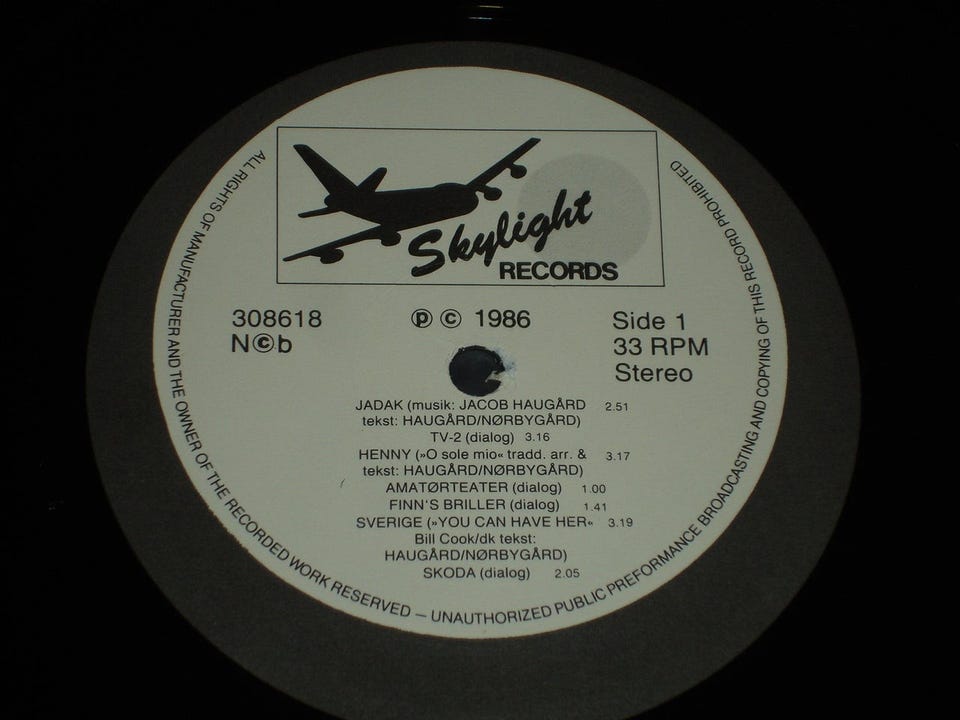 Skylight
RECORDS
308618
N©b
℗ © 1986
Side 1
33 RPM
Stereo
JADAK (musik: JACOB HAUGÅRD 2.51
tekst: HAUGÅRD/NØRBYGÅRD)
TV-2 (dialog) 3.16
HENNY (»O sole mio« tradd. arr. & 3.17
tekst: HAUGÅRD/NØRBYGÅRD)
AMATØRTEATER (dialog) 1.00
FINN'S BRILLER (dialog) 1.41
SVERIGE (»YOU CAN HAVE HER« 3.19
Bill Cook/dk tekst:
HAUGÅRD/NØRBYGÅRD)
SKODA (dialog) 2.05
ALL RIGHTS OF MANUFACTURER AND THE OWNER OF THE RECORDED WORK RESERVED – UNAUTHORIZED PUBLIC PREFORMANCE BROADCASTING AND COPYING OF THIS RECORD PROHIBITED